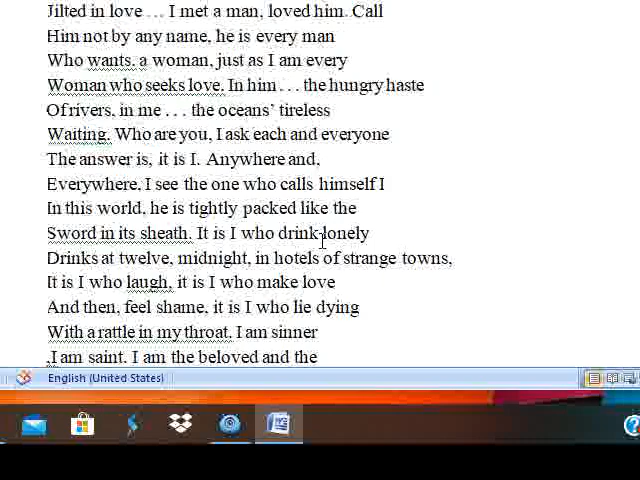 Jilted in love . . . I met a man, loved him. Call
Him not by any name, he is every man
Who wants. a woman, just as I am every
Woman who seeks love. In him . . . the hungry haste
Of rivers, in me . . . the oceans’ tireless
Waiting. Who are you, I ask each and everyone
The answer is, it is I. Anywhere and,
Everywhere, I see the one who calls himself I
In this world, he is tightly packed like the
Sword in its sheath. It is I who drink lonely
Drinks at twelve, midnight, in hotels of strange towns,
It is I who laugh, it is I who make love
And then, feel shame, it is I who lie dying
With a rattle in my throat. I am sinner
,I am saint. I am the beloved and the
English (United States)